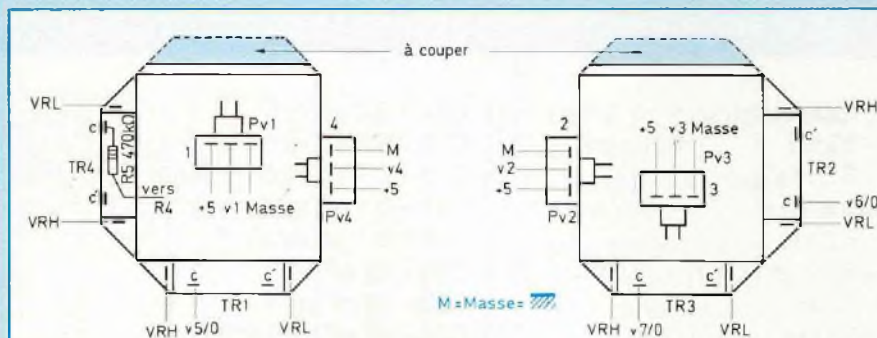 à couper
VRL
c
R5 470kΩ
TR4
c'
vers
R4
VRH
Pv1
1
+5 v1 Masse
4
M
v4
+5
Pv4
c
c'
TR1
VRH v5/0 VRL
M=Masse=
2
M
v2
+5
Pv2
+5 v3 Masse
Pv3
3
VRH
c'
TR2
c
v6/0
VRL
c
c'
TR3
VRH v7/0 VRL